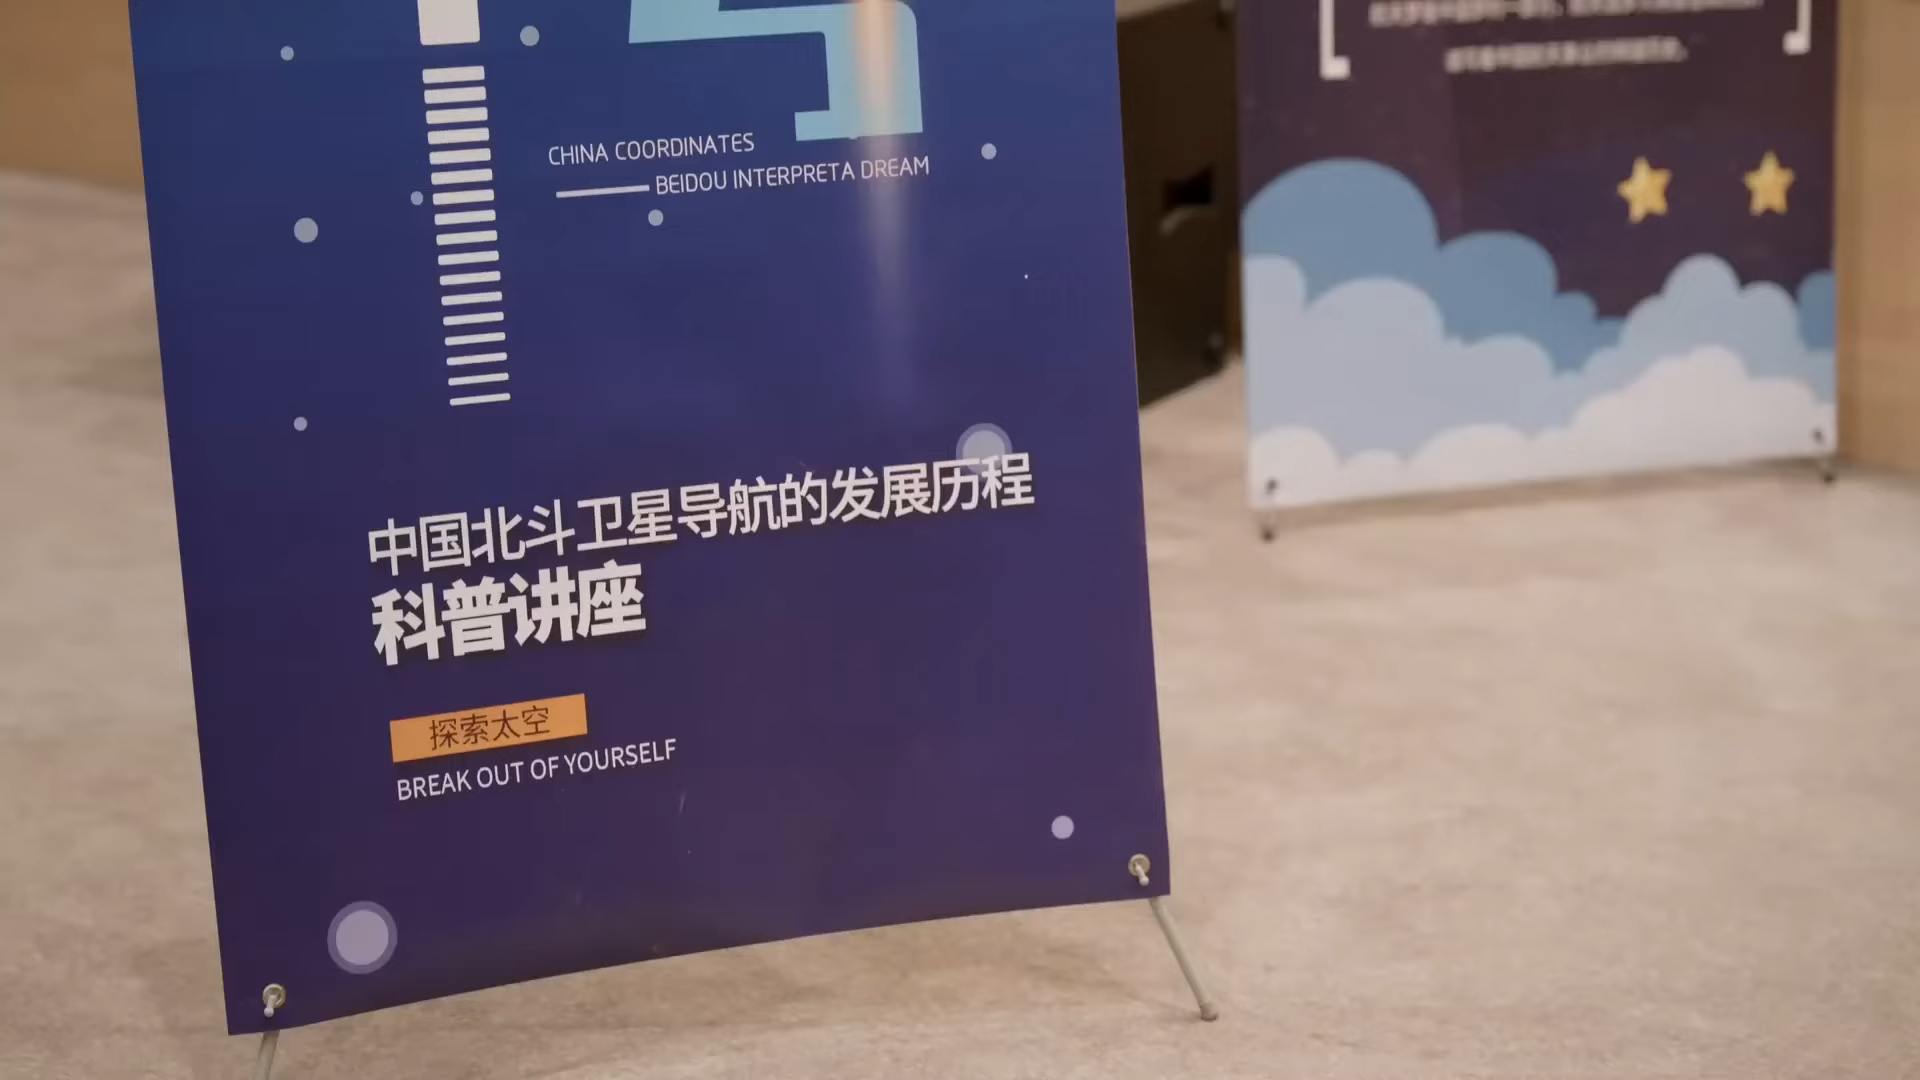 CHINA COORDINATES
BEIDOU INTERPRETA DREAM
中国北斗卫星导航的发展历程
科普讲座
探索太空
BREAK OUT OF YOURSELF